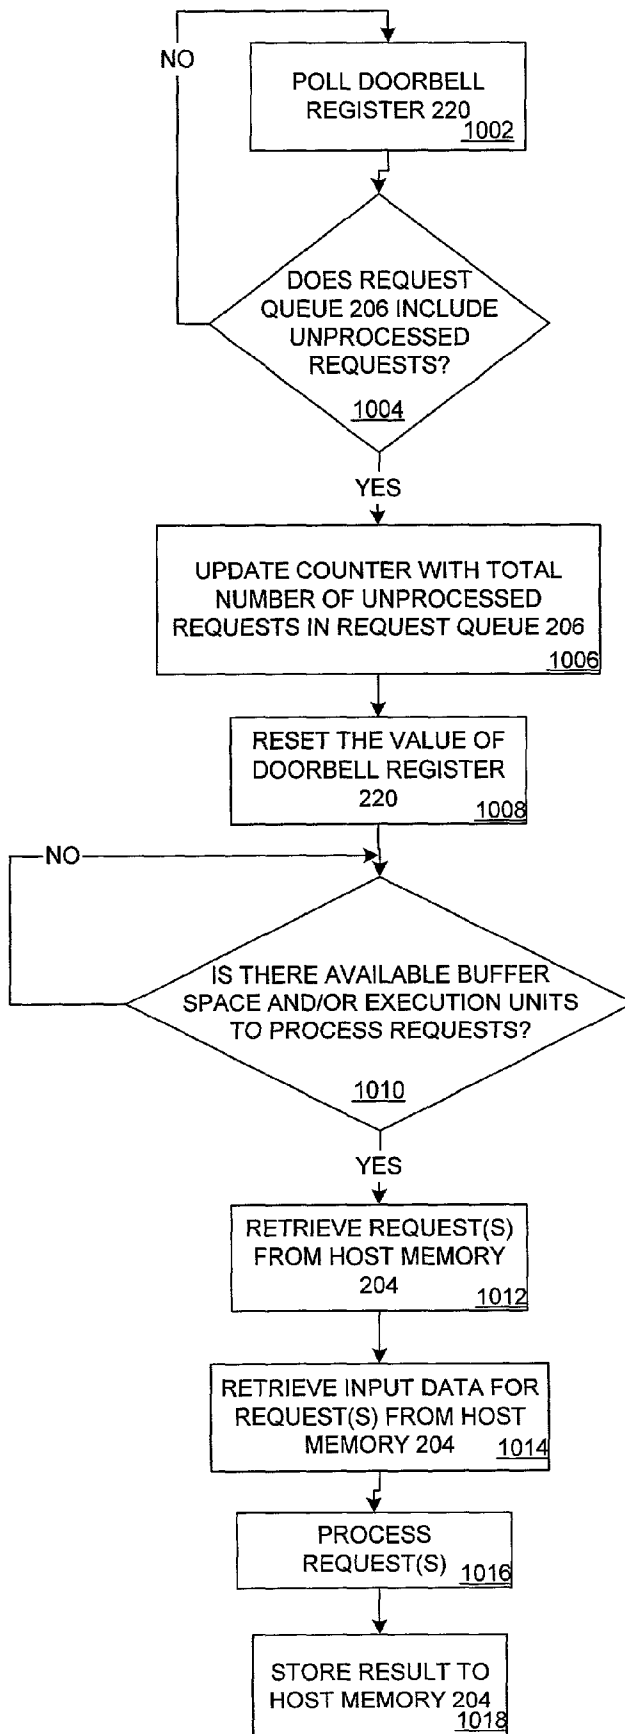 NO
POLL DOORBELL
REGISTER 220
1002
DOES REQUEST
QUEUE 206 INCLUDE
UNPROCESSED
REQUESTS?
1004
YES
UPDATE COUNTER WITH TOTAL
NUMBER OF UNPROCESSED
REQUESTS IN REQUEST QUEUE 206
1006
RESET THE VALUE OF
DOORBELL REGISTER
220
1008
NO
IS THERE AVAILABLE BUFFER
SPACE AND/OR EXECUTION UNITS
TO PROCESS REQUESTS?
1010
YES
RETRIEVE REQUEST(S)
FROM HOST MEMORY
204
1012
RETRIEVE INPUT DATA FOR
REQUEST(S) FROM HOST
MEMORY 204
1014
PROCESS
REQUEST(S)
1016
STORE RESULT TO
HOST MEMORY 204
1018